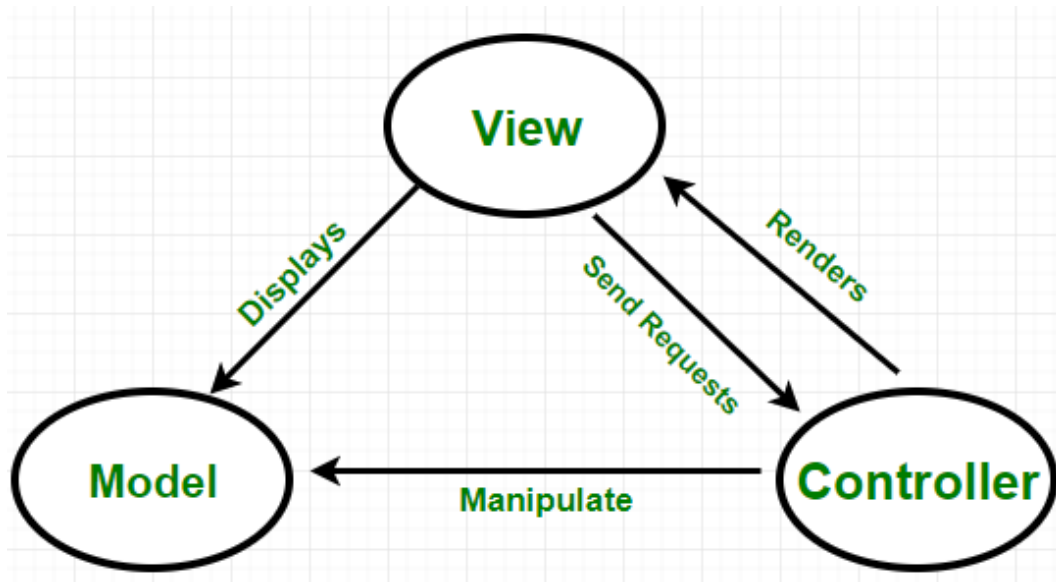 View
Displays
Send Requests
Renders
Model
Manipulate
Controller